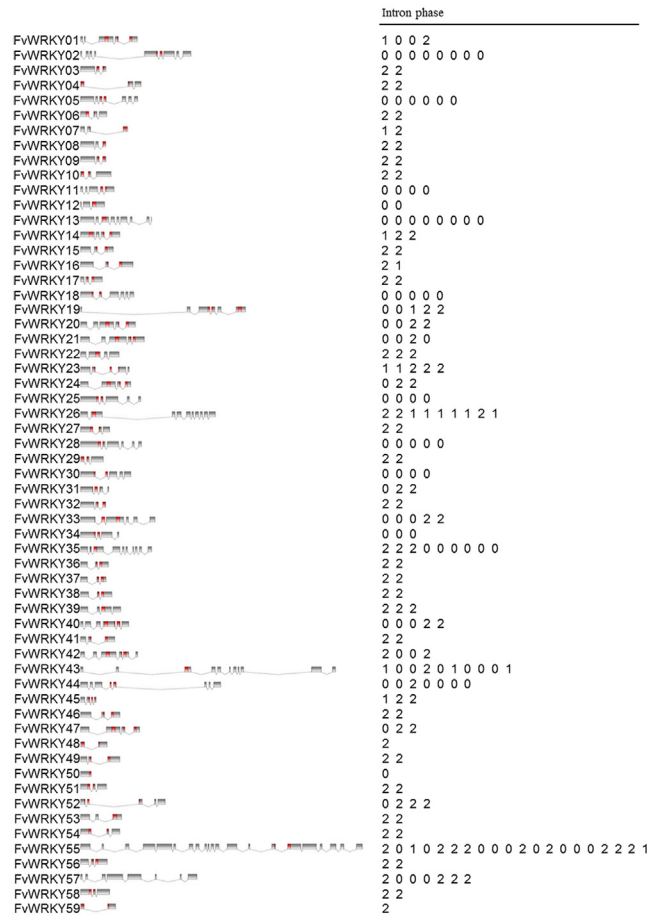 Intron phase
FvWRKY01 1 0 0 2
FvWRKY02 0 0 0 0 0 0 0 0
FvWRKY03 2 2
FvWRKY04 2 2
FvWRKY05 0 0 0 0 0 0
FvWRKY06 2 2
FvWRKY07 1 2
FvWRKY08 2 2
FvWRKY09 2 2
FvWRKY10 2 2
FvWRKY11 0 0 0 0
FvWRKY12 0 0
FvWRKY13 0 0 0 0 0 0 0 0
FvWRKY14 1 2 2
FvWRKY15 2 2
FvWRKY16 2 1
FvWRKY17 2 2
FvWRKY18 0 0 0 0 0
FvWRKY19 0 0 1 2 2
FvWRKY20 0 0 2 2
FvWRKY21 0 0 2 0
FvWRKY22 2 2 2
FvWRKY23 1 1 2 2 2
FvWRKY24 0 2 2
FvWRKY25 0 0 0 0
FvWRKY26 2 2 1 1 1 1 1 2 1
FvWRKY27 2 2
FvWRKY28 0 0 0 0 0
FvWRKY29 2 2
FvWRKY30 0 0 0 0
FvWRKY31 0 2 2
FvWRKY32 2 2
FvWRKY33 0 0 0 2 2
FvWRKY34 0 0 0
FvWRKY35 2 2 2 0 0 0 0 0 0
FvWRKY36 2 2
FvWRKY37 2 2
FvWRKY38 2 2
FvWRKY39 2 2 2
FvWRKY40 0 0 0 2 2
FvWRKY41 2 2
FvWRKY42 2 0 0 2
FvWRKY43 1 0 0 2 0 1 0 0 0 1
FvWRKY44 0 0 2 0 0 0 0
FvWRKY45 1 2 2
FvWRKY46 2 2
FvWRKY47 0 2 2
FvWRKY48 2
FvWRKY49 2 2
FvWRKY50 0
FvWRKY51 2 2
FvWRKY52 0 2 2 2
FvWRKY53 2 2
FvWRKY54 2 2
FvWRKY55 2 0 1 0 2 2 2 0 0 0 2 0 2 0 0 0 2 2 2 1
FvWRKY56 2 2
FvWRKY57 2 0 0 0 2 2 2
FvWRKY58 2 2
FvWRKY59 2